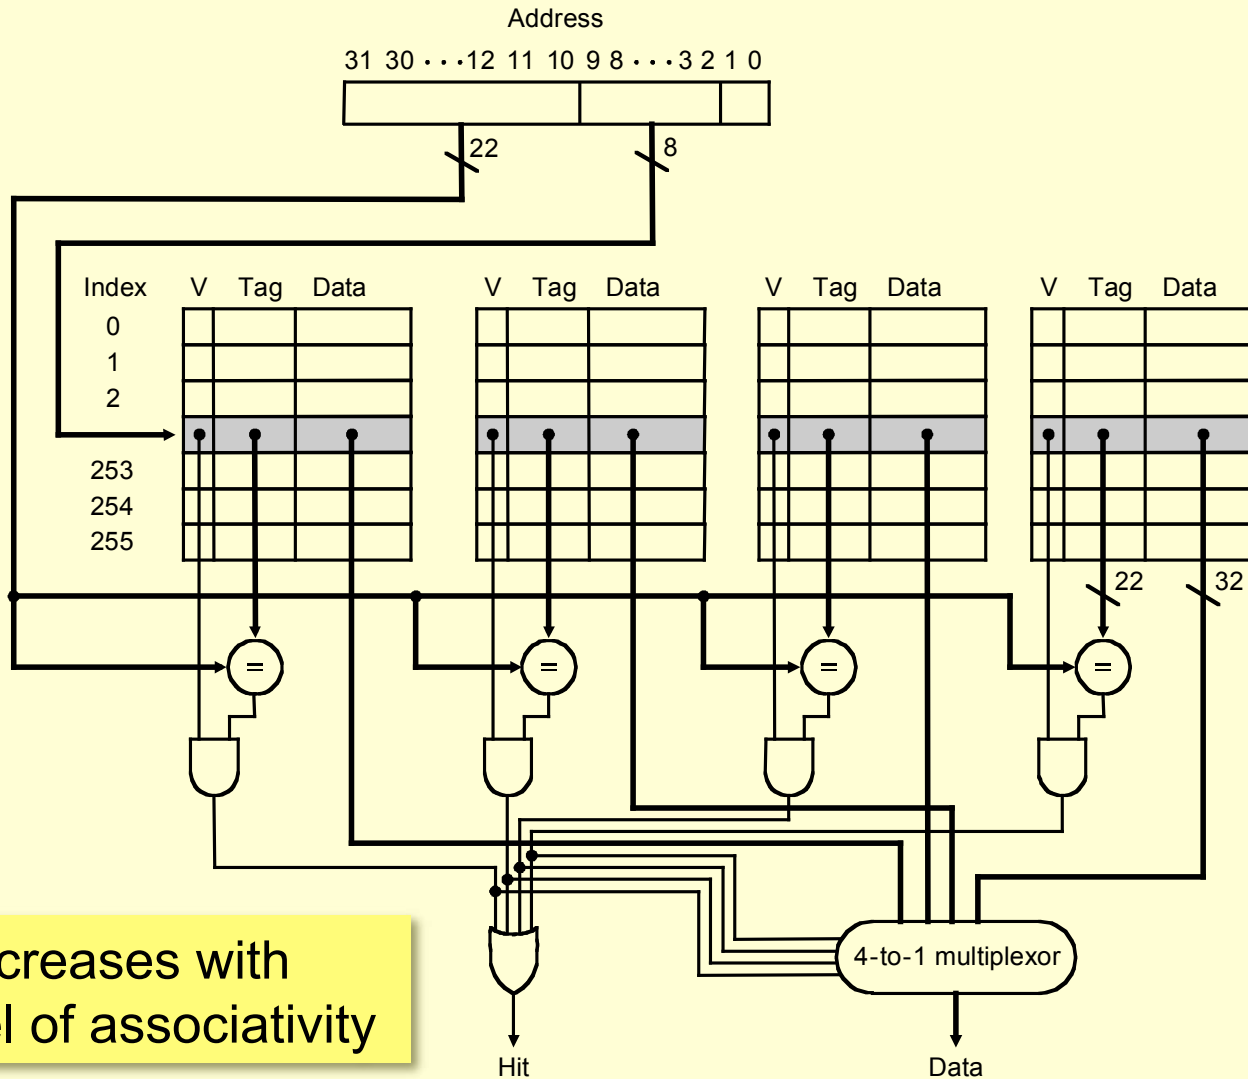 Address
31 30 ··· 12 11 10 9 8 ··· 3 2 1 0
22
8
Index V Tag Data V Tag Data V Tag Data V Tag Data
0
1
2
253
254
255
22
32
= = = =
4-to-1 multiplexor
creases with
el of associativity
Hit
Data